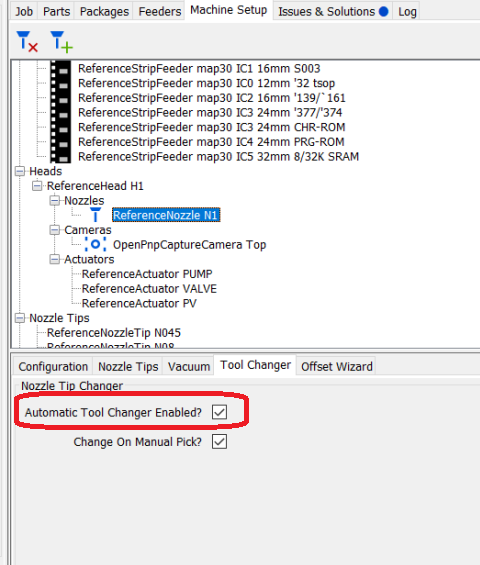 Job Parts Packages Feeders Machine Setup Issues & Solutions Log
ReferenceStripFeeder map30 IC1 16mm S003
ReferenceStripFeeder map30 IC0 12mm '32 tsop
ReferenceStripFeeder map30 IC2 16mm '139/`161
ReferenceStripFeeder map30 IC3 24mm '377/'374
ReferenceStripFeeder map30 IC3 24mm CHR-ROM
ReferenceStripFeeder map30 IC4 24mm PRG-ROM
ReferenceStripFeeder map30 IC5 32mm 8/32K SRAM
Heads
ReferenceHead H1
Nozzles
ReferenceNozzle N1
Cameras
OpenPnpCaptureCamera Top
Actuators
ReferenceActuator PUMP
ReferenceActuator VALVE
ReferenceActuator PV
Nozzle Tips
ReferenceNozzleTip N045
ReferenceNozzleTip N08
Configuration Nozzle Tips Vacuum Tool Changer Offset Wizard
Nozzle Tip Changer
Automatic Tool Changer Enabled?
Change On Manual Pick?